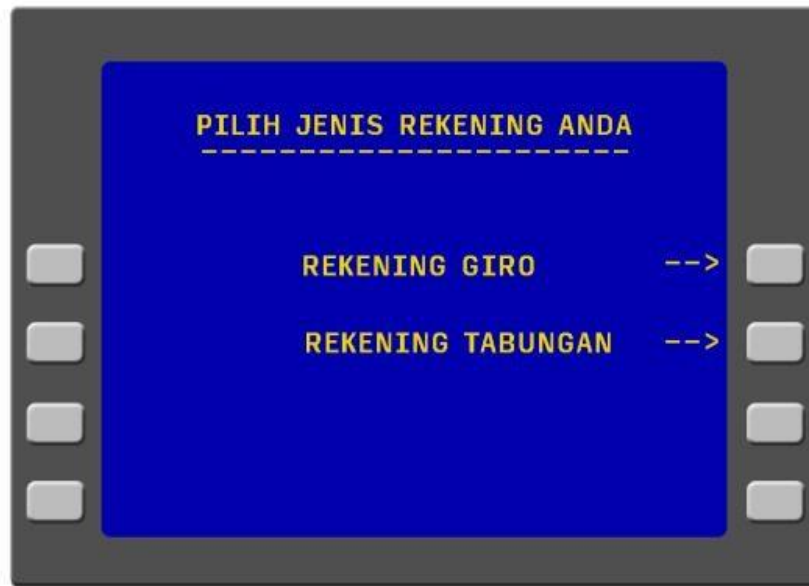 PILIH JENIS REKENING ANDA
----------------------
REKENING GIRO -->
REKENING TABUNGAN -->